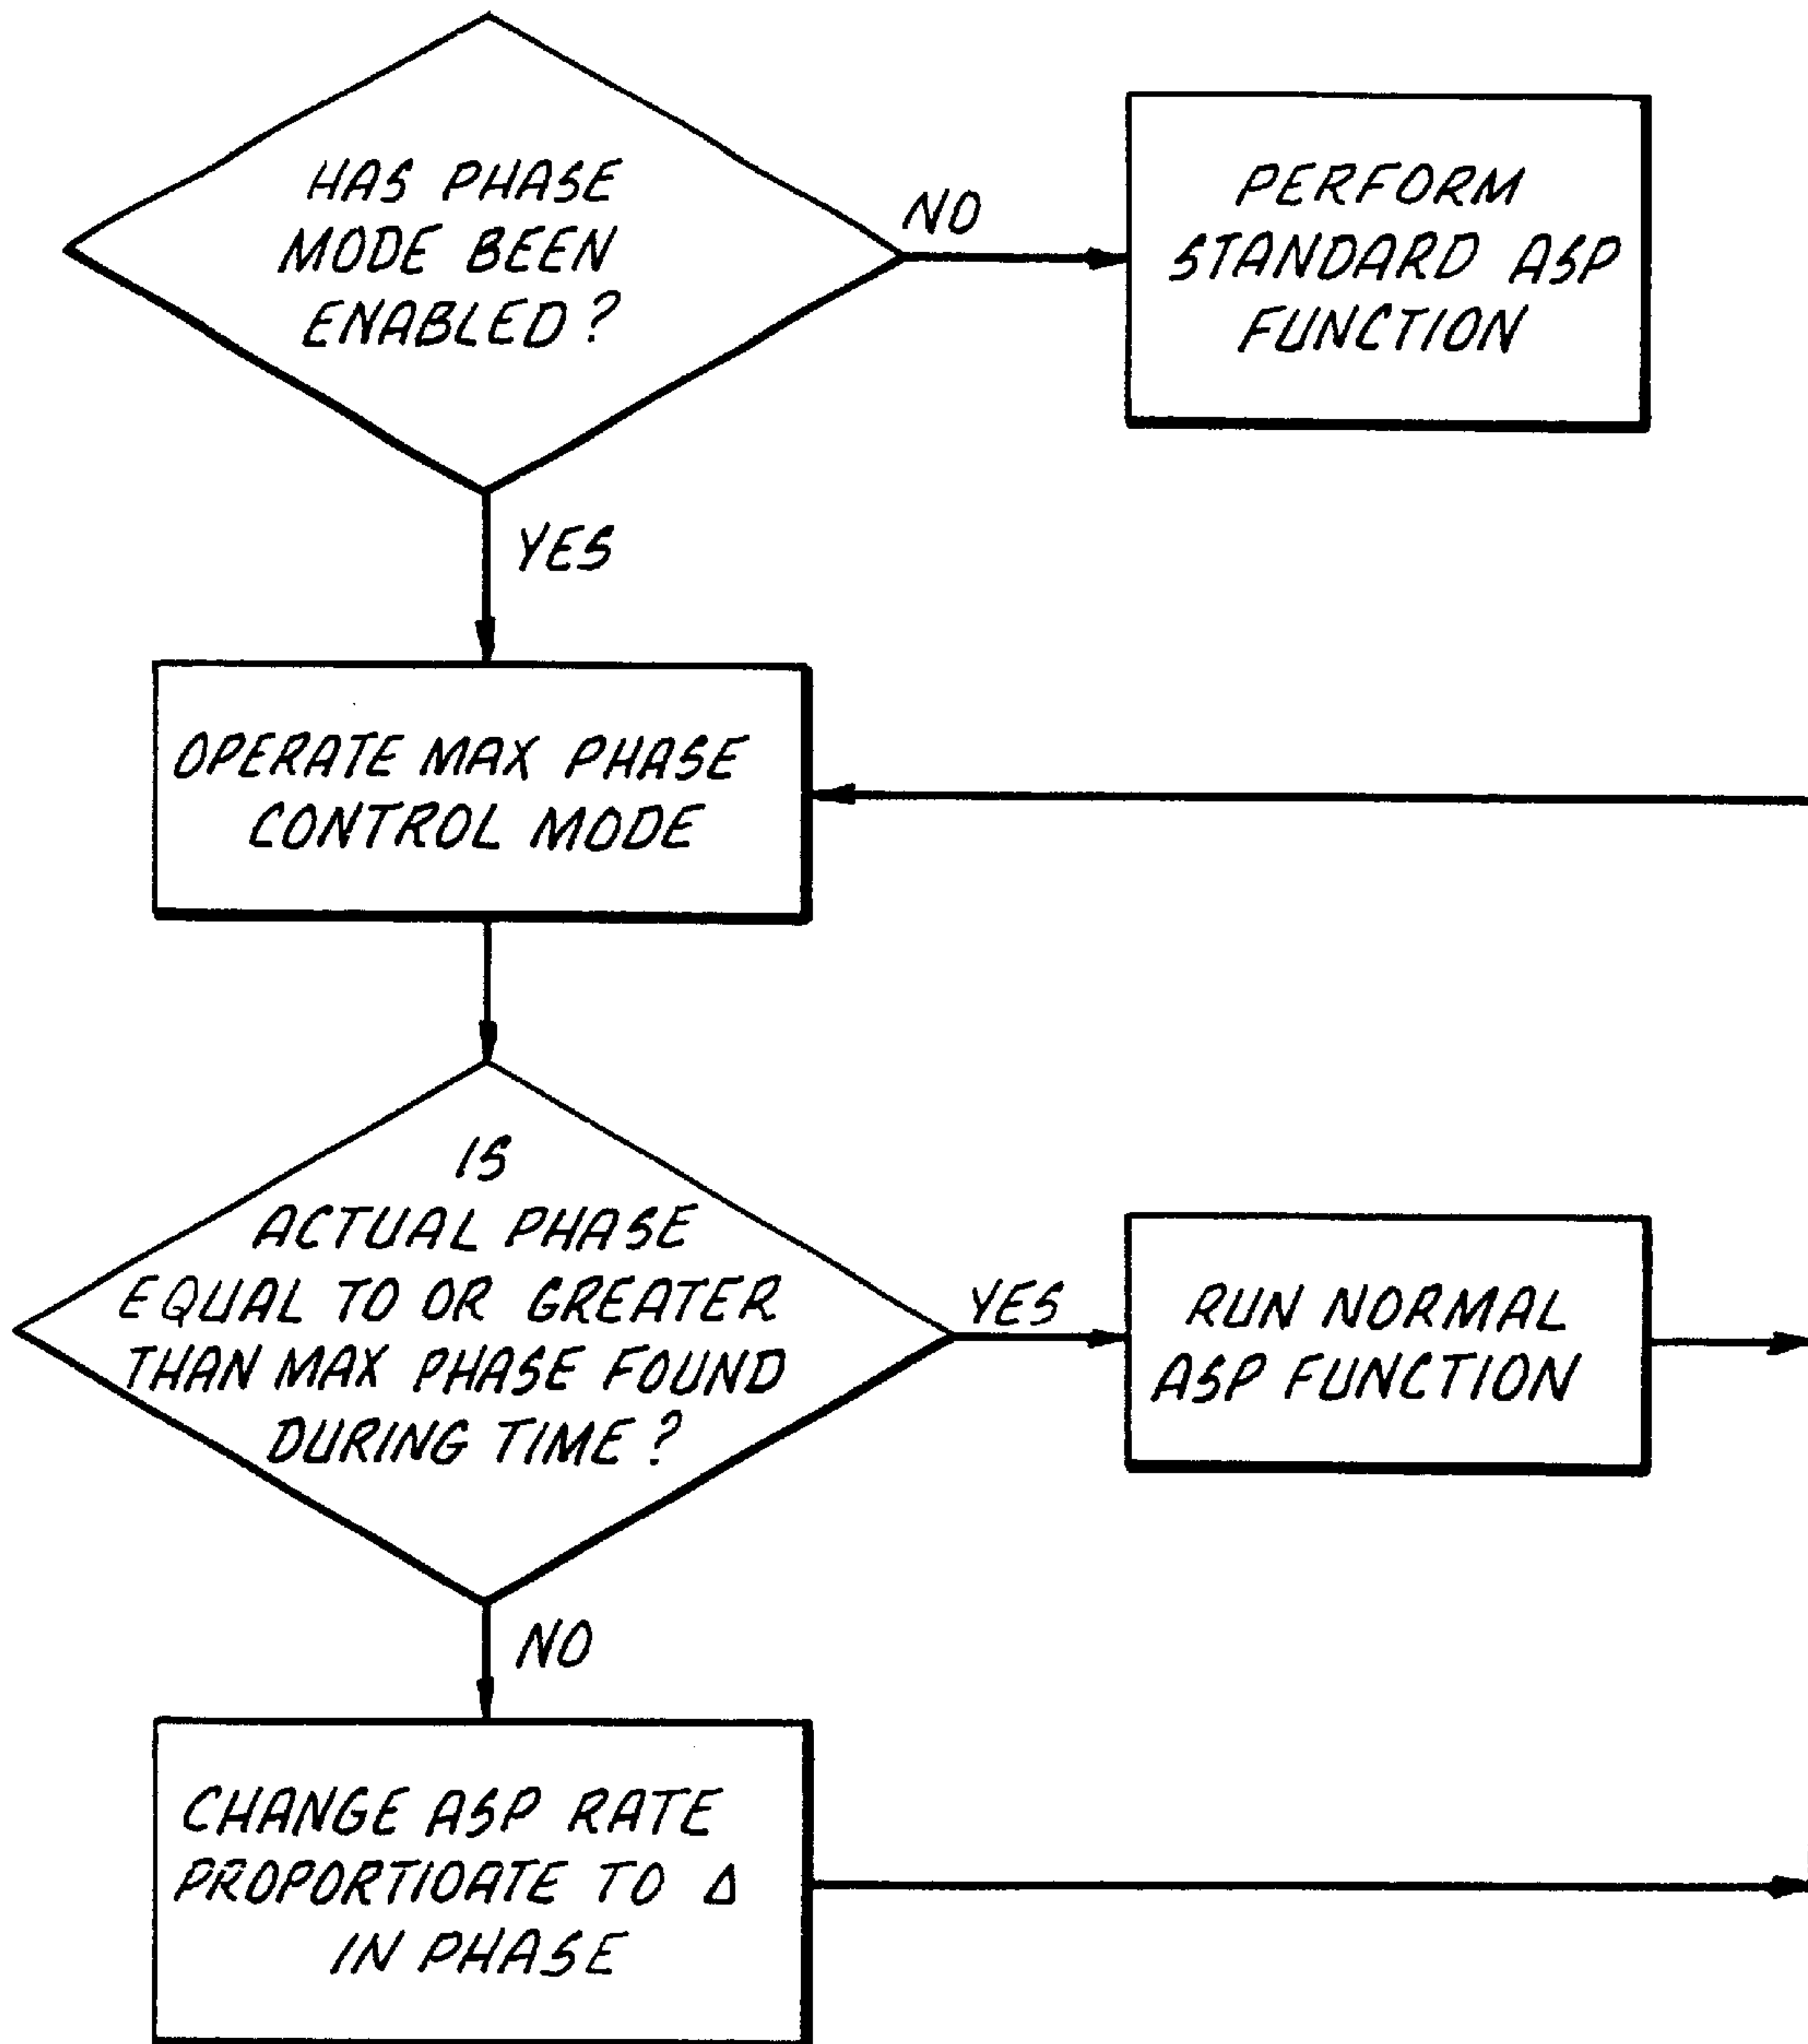 HAS PHASE
MODE BEEN
ENABLED?
NO
PERFORM
STANDARD ASP
FUNCTION
YES
OPERATE MAX PHASE
CONTROL MODE
IS
ACTUAL PHASE
EQUAL TO OR GREATER
THAN MAX PHASE FOUND
DURING TIME?
YES
RUN NORMAL
ASP FUNCTION
NO
CHANGE ASP RATE
PROPORTIOATE TO Δ
IN PHASE